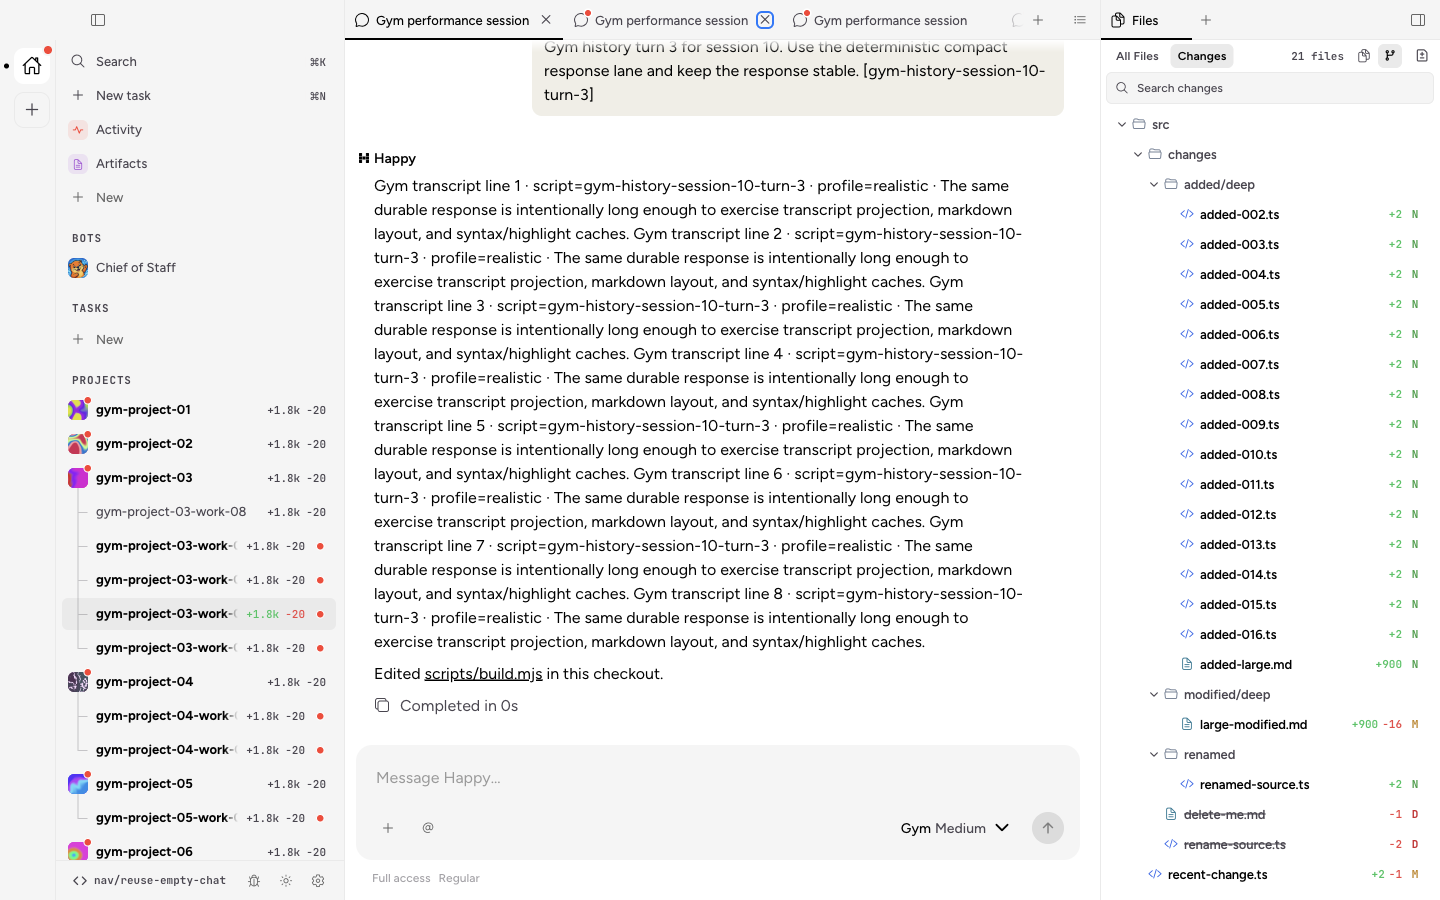 Gym performance session
Gym performance session
Gym performance session
Files
Search ⌘K
New task ⌘N
Activity
Artifacts
New
BOTS
Chief of Staff
TASKS
New
PROJECTS
gym-project-01 +1.8k -20
gym-project-02 +1.8k -20
gym-project-03 +1.8k -20
gym-project-03-work-08 +1.8k -20
gym-project-03-work- +1.8k -20
gym-project-03-work- +1.8k -20
gym-project-03-work- +1.8k -20
gym-project-03-work- +1.8k -20
gym-project-04 +1.8k -20
gym-project-04-work- +1.8k -20
gym-project-04-work- +1.8k -20
gym-project-05 +1.8k -20
gym-project-05-work- +1.8k -20
gym-project-06 +1.8k -20
nav/reuse-empty-chat
Gym history turn 3 for session 10. Use the deterministic compact
response lane and keep the response stable. [gym-history-session-10-
turn-3]
Happy
Gym transcript line 1 · script=gym-history-session-10-turn-3 · profile=realistic · The same
durable response is intentionally long enough to exercise transcript projection, markdown
layout, and syntax/highlight caches. Gym transcript line 2 · script=gym-history-session-10-
turn-3 · profile=realistic · The same durable response is intentionally long enough to
exercise transcript projection, markdown layout, and syntax/highlight caches. Gym
transcript line 3 · script=gym-history-session-10-turn-3 · profile=realistic · The same
durable response is intentionally long enough to exercise transcript projection, markdown
layout, and syntax/highlight caches. Gym transcript line 4 · script=gym-history-session-10-
turn-3 · profile=realistic · The same durable response is intentionally long enough to
exercise transcript projection, markdown layout, and syntax/highlight caches. Gym
transcript line 5 · script=gym-history-session-10-turn-3 · profile=realistic · The same
durable response is intentionally long enough to exercise transcript projection, markdown
layout, and syntax/highlight caches. Gym transcript line 6 · script=gym-history-session-10-
turn-3 · profile=realistic · The same durable response is intentionally long enough to
exercise transcript projection, markdown layout, and syntax/highlight caches. Gym
transcript line 7 · script=gym-history-session-10-turn-3 · profile=realistic · The same
durable response is intentionally long enough to exercise transcript projection, markdown
layout, and syntax/highlight caches. Gym transcript line 8 · script=gym-history-session-10-
turn-3 · profile=realistic · The same durable response is intentionally long enough to
exercise transcript projection, markdown layout, and syntax/highlight caches.
Edited scripts/build.mjs in this checkout.
Completed in 0s
Message Happy...
@
Gym Medium
Full access Regular
All Files Changes 21 files
Search changes
src
changes
added/deep
added-002.ts +2 N
added-003.ts +2 N
added-004.ts +2 N
added-005.ts +2 N
added-006.ts +2 N
added-007.ts +2 N
added-008.ts +2 N
added-009.ts +2 N
added-010.ts +2 N
added-011.ts +2 N
added-012.ts +2 N
added-013.ts +2 N
added-014.ts +2 N
added-015.ts +2 N
added-016.ts +2 N
added-large.md +900 N
modified/deep
large-modified.md +900 -16 M
renamed
renamed-source.ts +2 N
delete-me.md -1 D
rename-source.ts -2 D
recent-change.ts +2 -1 M